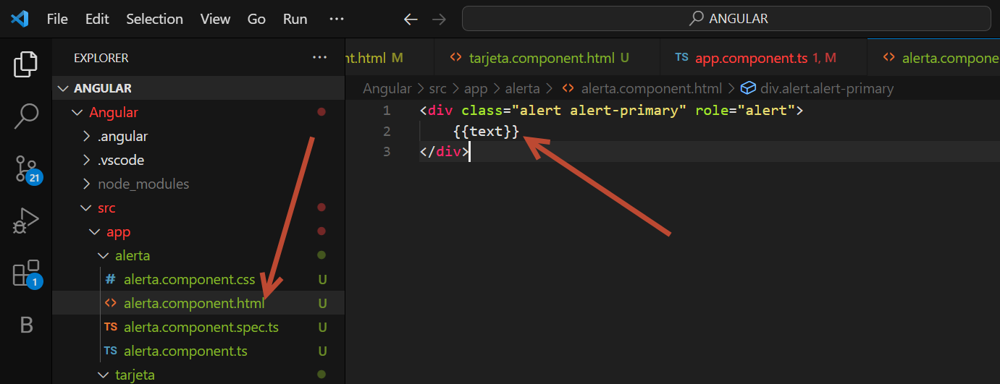 File Edit Selection View Go Run ··· ANGULAR
EXPLORER ···
nt.html M tarjeta.component.html U TS app.component.ts 1, M alerta.compone
ANGULAR
Angular > src > app > alerta > alerta.component.html > div.alert.alert-primary
Angular
.angular
.vscode
node_modules
src
app
alerta
# alerta.component.css U
alerta.component.html U
TS alerta.component.spec.ts U
TS alerta.component.ts U
tarjeta
21
1
B
1 <div class="alert alert-primary" role="alert">
2 {{text}}
3 </div>